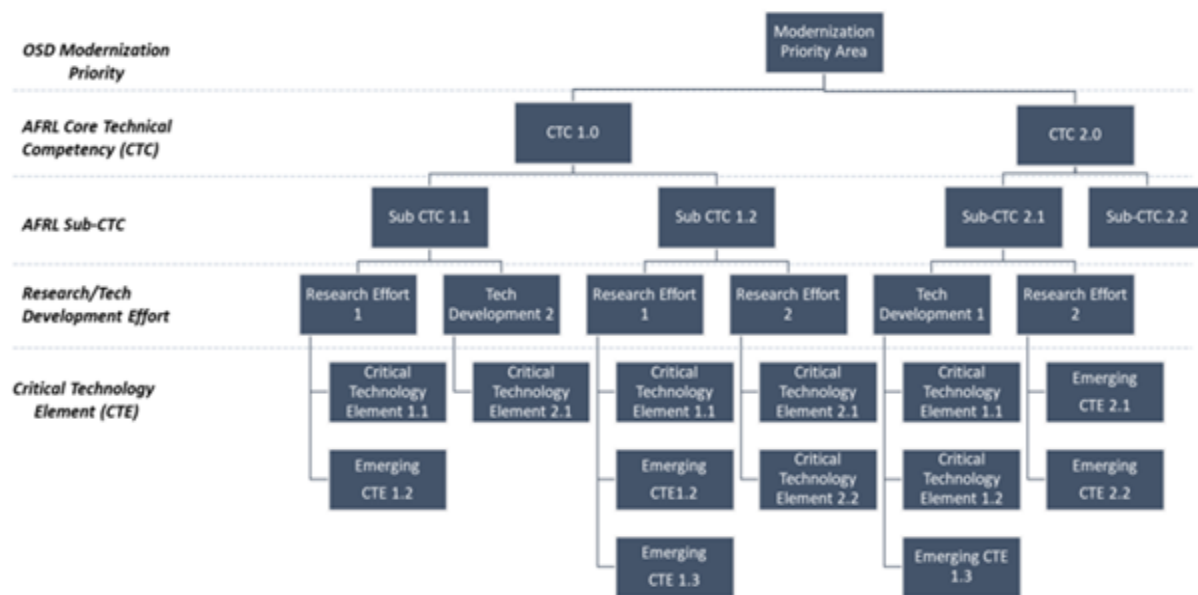 OSD Modernization
Priority
Modernization
Priority Area
AFRL Core Technical
Competency (CTC)
CTC 1.0
CTC 2.0
AFRL Sub-CTC
Sub CTC 1.1
Sub CTC 1.2
Sub-CTC 2.1
Sub-CTC.2.2
Research/Tech
Development Effort
Research Effort
1
Tech
Development 2
Research Effort
1
Research Effort
2
Tech
Development 1
Research Effort
2
Critical Technology
Element (CTE)
Critical
Technology
Element 1.1
Critical
Technology
Element 2.1
Critical
Technology
Element 1.1
Critical
Technology
Element 2.1
Critical
Technology
Element 1.1
Emerging
CTE 2.1
Emerging
CTE 1.2
Emerging
CTE1.2
Critical
Technology
Element 2.2
Critical
Technology
Element 1.2
Emerging
CTE 2.2
Emerging
CTE 1.3
Emerging CTE
1.3